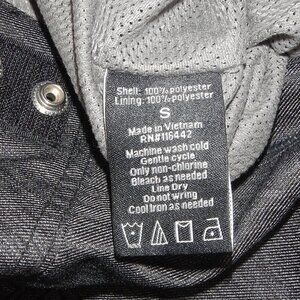 Shell: 100% polyester
Lining: 100% polyester
S
Made in Vietnam
RN#116442
Machine wash cold
Gentle cycle
Only non-chlorine
Bleach as needed
Line Dry
Do not wring
Cool Iron as needed